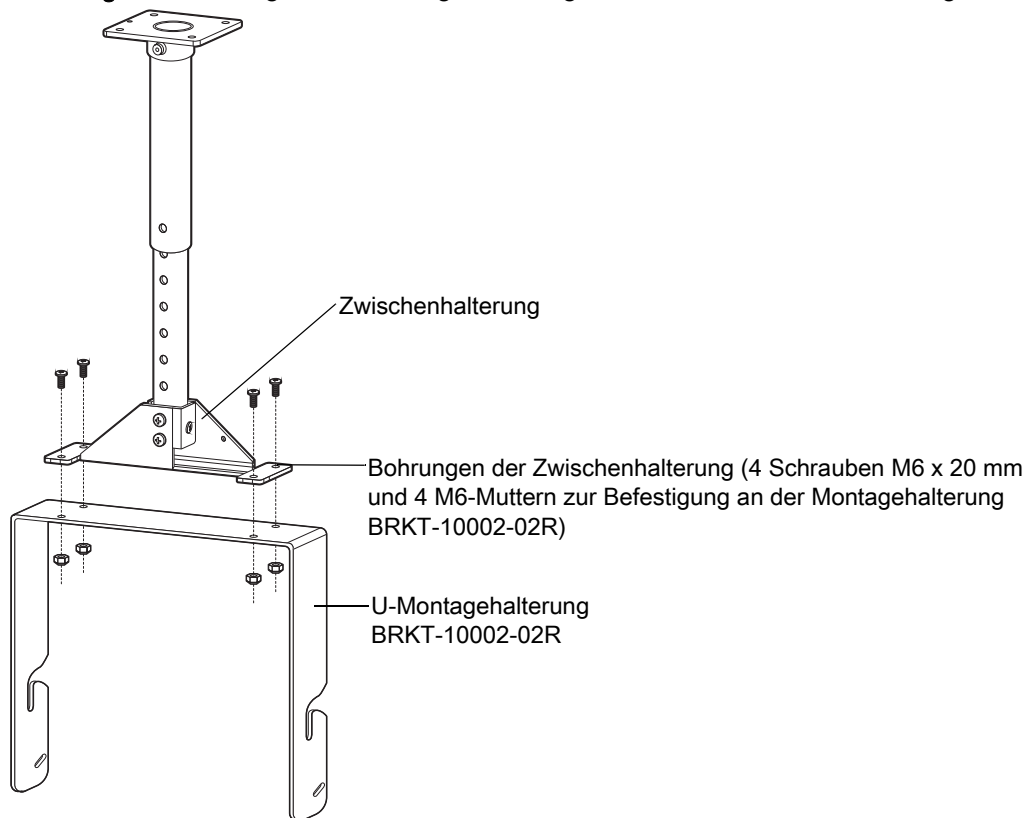 Zwischenhalterung
Bohrungen der Zwischenhalterung (4 Schrauben M6 x 20 mm
und 4 M6-Muttern zur Befestigung an der Montagehalterung
BRKT-10002-02R)
U-Montagehalterung
BRKT-10002-02R